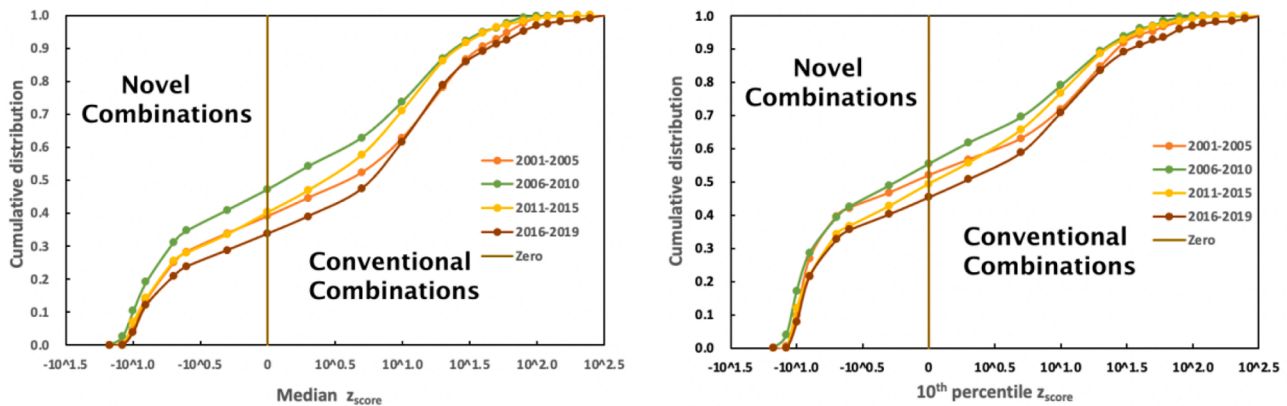 1.0
0.9
0.8
0.7
0.6
0.5
0.4
0.3
0.2
0.1
0.0
Cumulative distribution
Novel
Combinations
Conventional
Combinations
2001-2005
2006-2010
2011-2015
2016-2019
Zero
-10^1.5 -10^1.0 -10^0.5 0 10^0.5 10^1.0 10^1.5 10^2.0 10^2.5
Median zscore
1.0
0.9
0.8
0.7
0.6
0.5
0.4
0.3
0.2
0.1
0.0
Cumulative distribution
Novel
Combinations
Conventional
Combinations
2001-2005
2006-2010
2011-2015
2016-2019
Zero
-10^1.5 -10^1.0 -10^0.5 0 10^0.5 10^1.0 10^1.5 10^2.0 10^2.5
10th percentile zscore